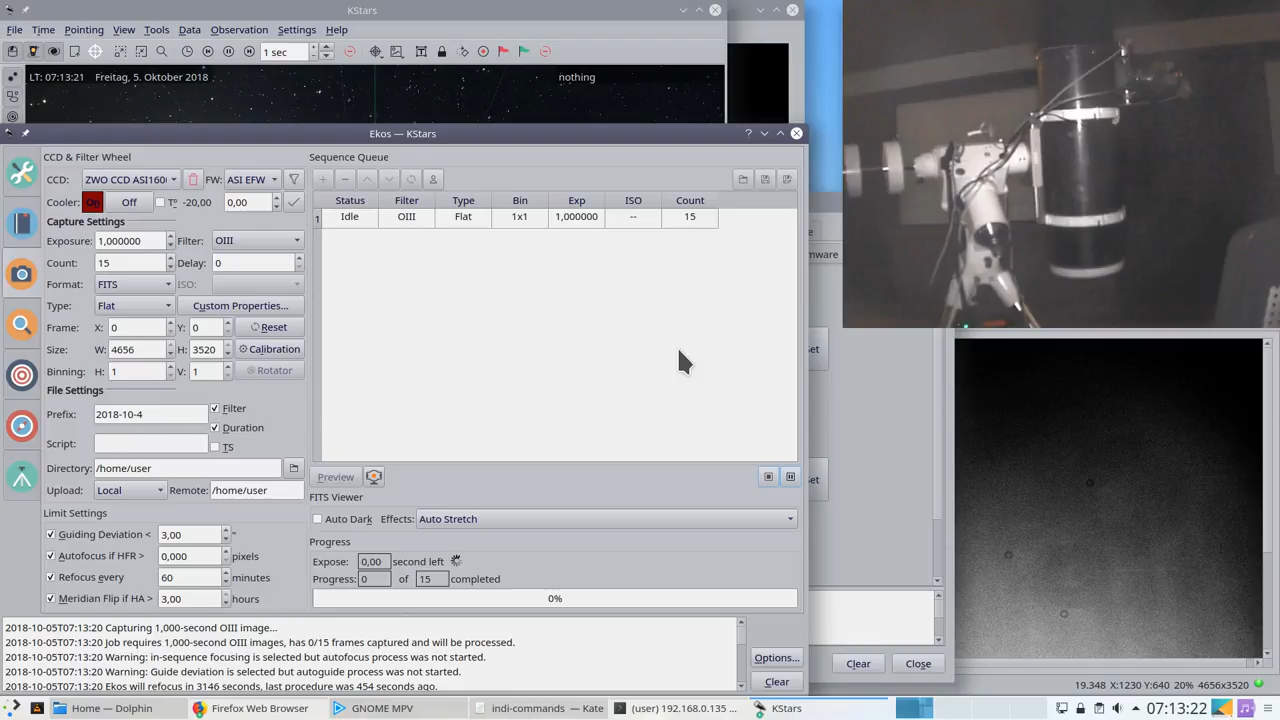 KStars
File Time Pointing View Tools Data Observation Settings Help
1 sec
LT: 07:13:21 Freitag, 5. Oktober 2018
nothing
Ekos — KStars
CCD & Filter Wheel
CCD: ZWO CCD ASI160 FW: ASI EFW
Cooler: On Off T° -20,00 0,00
Capture Settings
Exposure: 1,000000 Filter: OIII
Count: 15 Delay: 0
Format: FITS ISO: --
Type: Flat Custom Properties...
Frame: X: 0 Y: 0 Reset
Size: W: 4656 H: 3520 Calibration
Binning: H: 1 V: 1 Rotator
File Settings
Prefix: 2018-10-4 Filter
Duration
Script: TS
Directory: /home/user
Upload: Local Remote: /home/user
Limit Settings
Guiding Deviation < 3,00 "
Autofocus if HFR > 0,000 pixels
Refocus every 60 minutes
Meridian Flip if HA > 3,00 hours
Sequence Queue
Status Filter Type Bin Exp ISO Count
1 Idle OIII Flat 1x1 1,000000 -- 15
Preview
FITS Viewer
Auto Dark Effects: Auto Stretch
Progress
Expose: 0,00 second left
Progress: 0 of 15 completed
0%
2018-10-05T07:13:20 Capturing 1,000-second OIII image...
2018-10-05T07:13:20 Job requires 1,000-second OIII images, has 0/15 frames captured and will be processed.
2018-10-05T07:13:20 Warning: in-sequence focusing is selected but autofocus process was not started.
2018-10-05T07:13:20 Warning: Guide deviation is selected but autoguide process was not started.
2018-10-05T07:13:20 Ekos will refocus in 3146 seconds, last procedure was 454 seconds ago.
Options...
Clear
mware
Set
Set
Clear Close
19.348 X:1230 Y:640 20% 4656x3520
Home — Dolphin Firefox Web Browser GNOME MPV indi-commands — Kate (user) 192.168.0.135 ... KStars 07:13:22